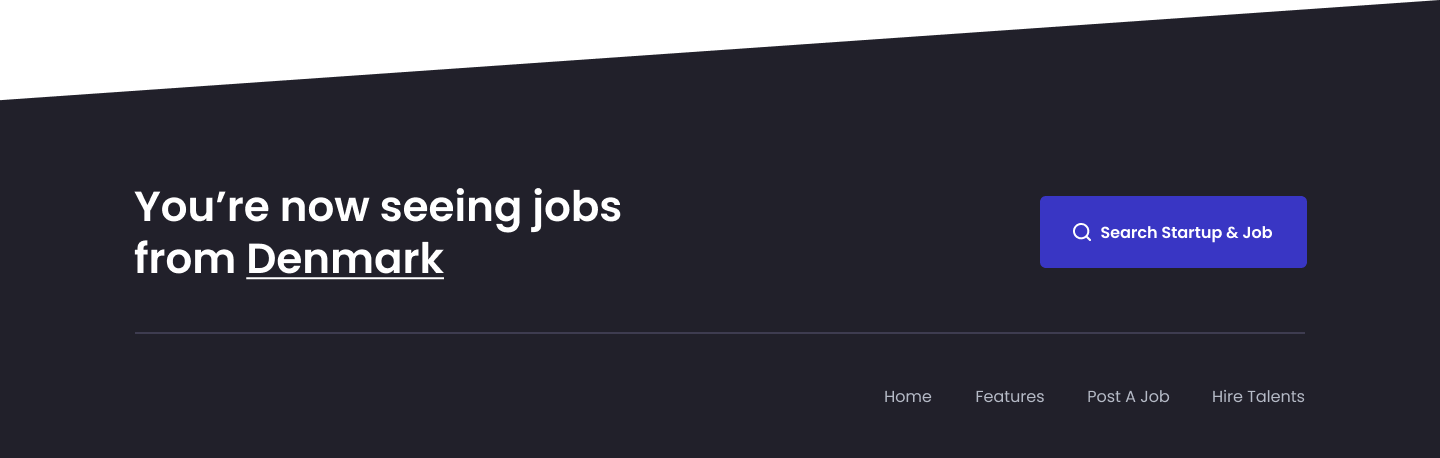 You’re now seeing jobs
from Denmark
Search Startup & Job
Home Features Post A Job Hire Talents